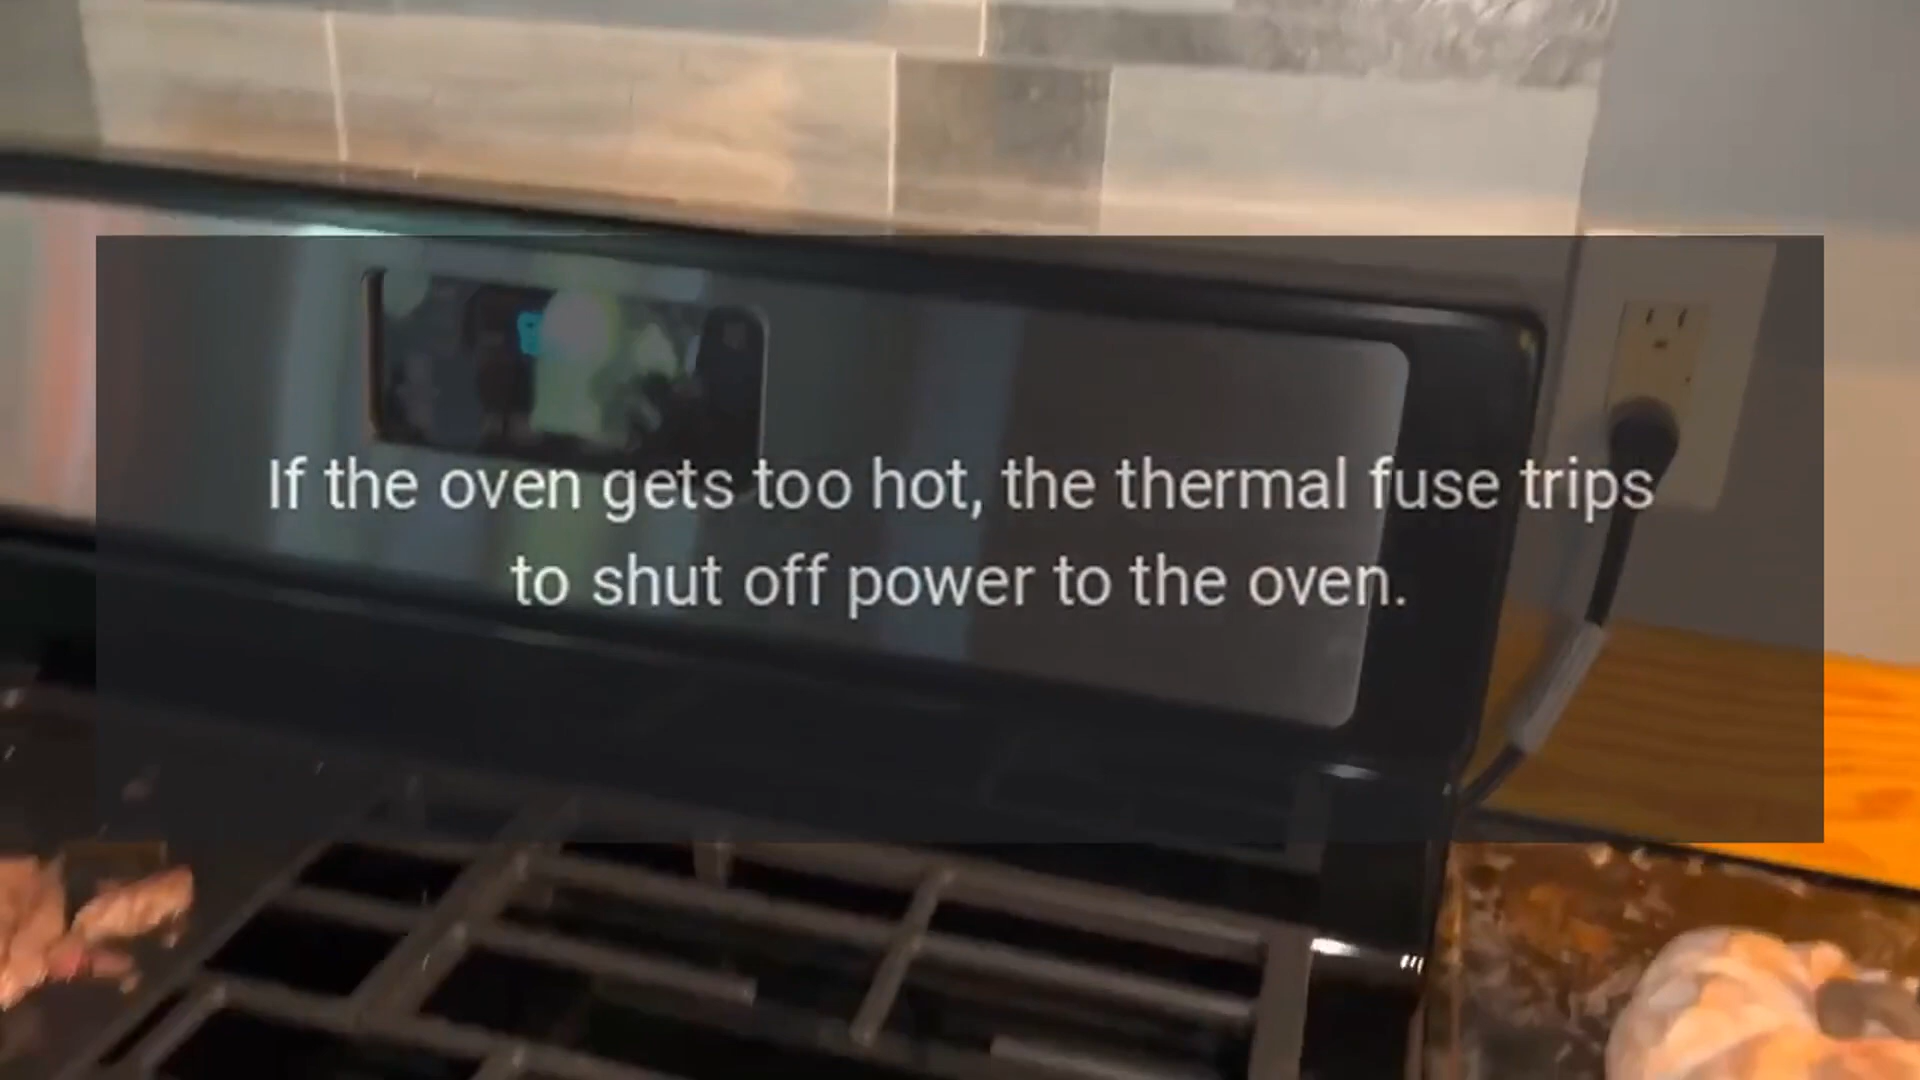 If the oven gets too hot, the thermal fuse trips
to shut off power to the oven.